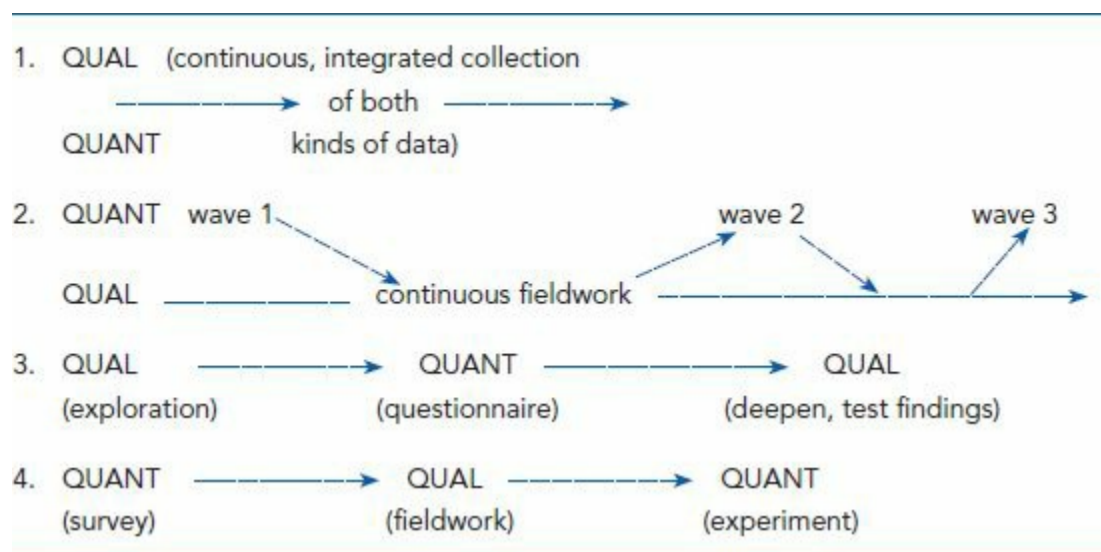 1. QUAL (continuous, integrated collection
of both
QUANT kinds of data)
2. QUANT wave 1 wave 2 wave 3
QUAL continuous fieldwork
3. QUAL QUANT QUAL
(exploration) (questionnaire) (deepen, test findings)
4. QUANT QUAL QUANT
(survey) (fieldwork) (experiment)